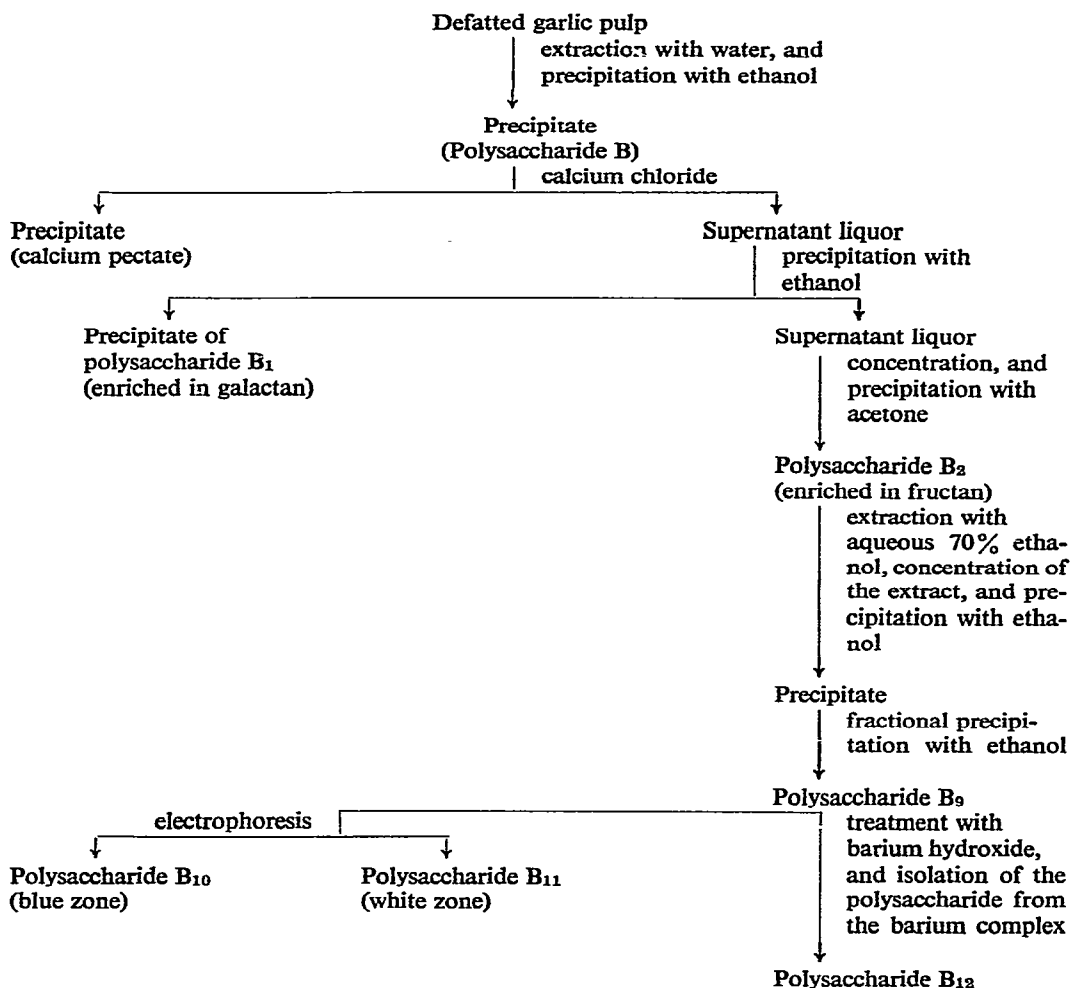 Defatted garlic pulp
extraction with water, and
precipitation with ethanol
Precipitate
(Polysaccharide B)
calcium chloride
Precipitate
(calcium pectate)
Supernatant liquor
precipitation with
ethanol
Precipitate of
polysaccharide B₁
(enriched in galactan)
Supernatant liquor
concentration, and
precipitation with
acetone
Polysaccharide B₂
(enriched in fructan)
extraction with
aqueous 70% etha-
nol, concentration of
the extract, and pre-
cipitation with etha-
nol
Precipitate
fractional precipi-
tation with ethanol
Polysaccharide B₉
treatment with
barium hydroxide,
and isolation of the
polysaccharide from
the barium complex
electrophoresis
Polysaccharide B₁₀
(blue zone)
Polysaccharide B₁₁
(white zone)
Polysaccharide B₁₂